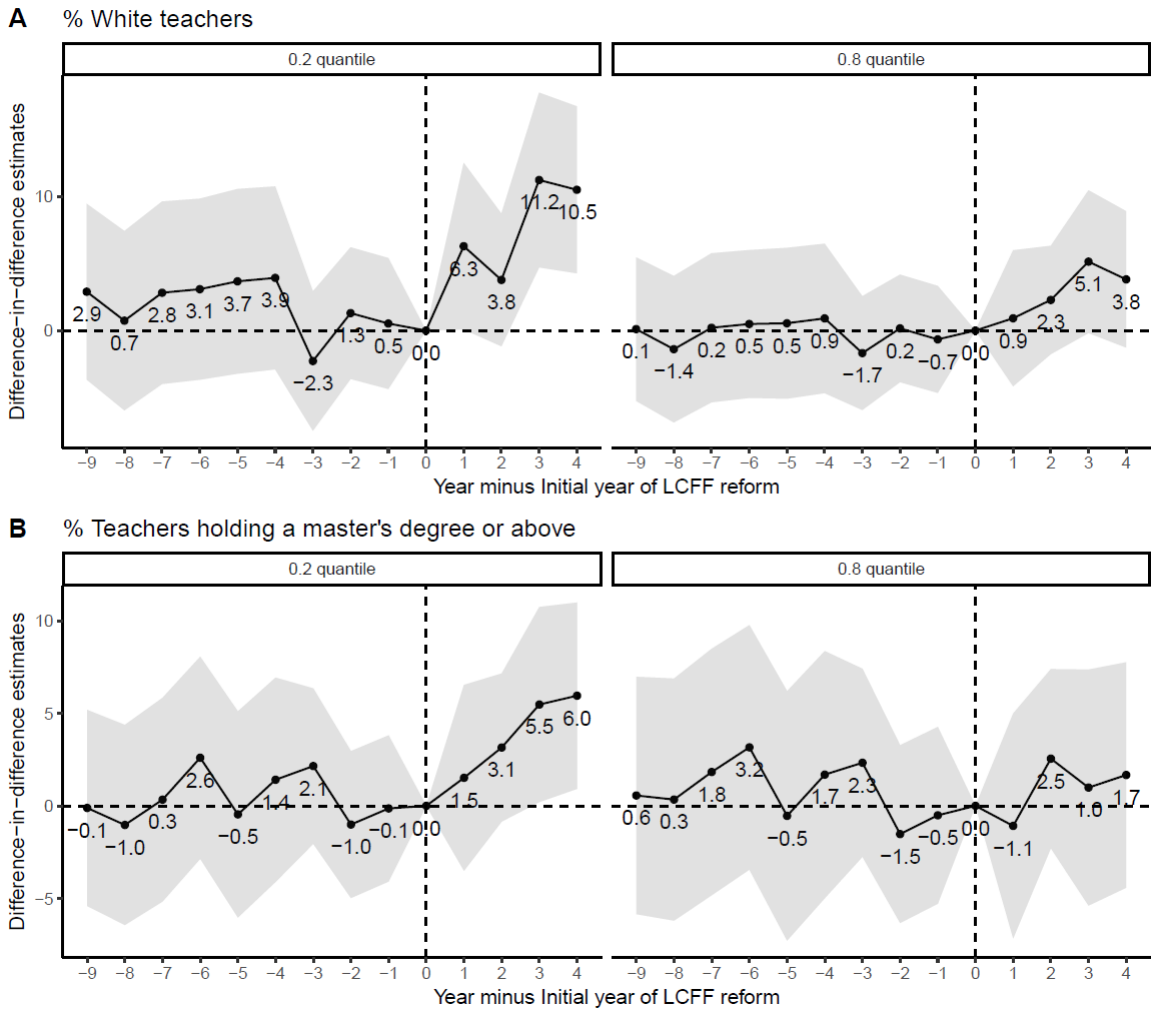 A % White teachers
0.2 quantile 0.8 quantile
Difference−in−difference estimates
10
0
2.9 0.7 2.8 3.1 3.7 3.9 −2.3 1.3 0.5 0.0 6.3 3.8 11.2 10.5
0.1 −1.4 0.2 0.5 0.5 0.9 −1.7 0.2 −0.7 0.0 0.9 2.3 5.1 3.8
−9 −8 −7 −6 −5 −4 −3 −2 −1 0 1 2 3 4 −9 −8 −7 −6 −5 −4 −3 −2 −1 0 1 2 3 4
Year minus Initial year of LCFF reform
B % Teachers holding a master's degree or above
0.2 quantile 0.8 quantile
Difference−in−difference estimates
10
5
0
−5
−0.1 −1.0 0.3 2.6 −0.5 1.4 2.1 −1.0 −0.1 0.0 1.5 3.1 5.5 6.0
0.6 0.3 1.8 3.2 −0.5 1.7 2.3 −1.5 −0.5 0.0 −1.1 2.5 1.0 1.7
−9 −8 −7 −6 −5 −4 −3 −2 −1 0 1 2 3 4 −9 −8 −7 −6 −5 −4 −3 −2 −1 0 1 2 3 4
Year minus Initial year of LCFF reform